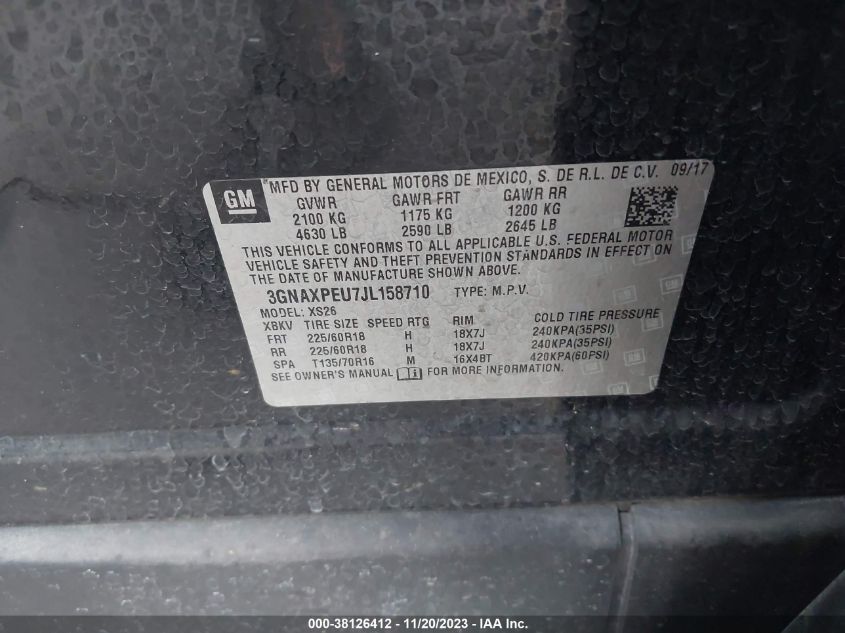 GM
MFD BY GENERAL MOTORS DE MEXICO, S. DE R.L. DE C.V. 09/17
GVWR GAWR FRT GAWR RR
2100 KG 1175 KG 1200 KG
4630 LB 2590 LB 2645 LB
THIS VEHICLE CONFORMS TO ALL APPLICABLE U.S. FEDERAL MOTOR
VEHICLE SAFETY AND THEFT PREVENTION STANDARDS IN EFFECT ON
THE DATE OF MANUFACTURE SHOWN ABOVE.
3GNAXPEU7JL158710 TYPE: M.P.V.
MODEL: XS26
XBKV TIRE SIZE SPEED RTG RIM COLD TIRE PRESSURE
FRT 225/60R18 H 18X7J 240KPA(35PSI)
RR 225/60R18 H 18X7J 240KPA(35PSI)
SPA T135/70R16 M 16X4BT 420KPA(60PSI)
SEE OWNER'S MANUAL FOR MORE INFORMATION.
000-38126412 - 11/20/2023 - IAA Inc.